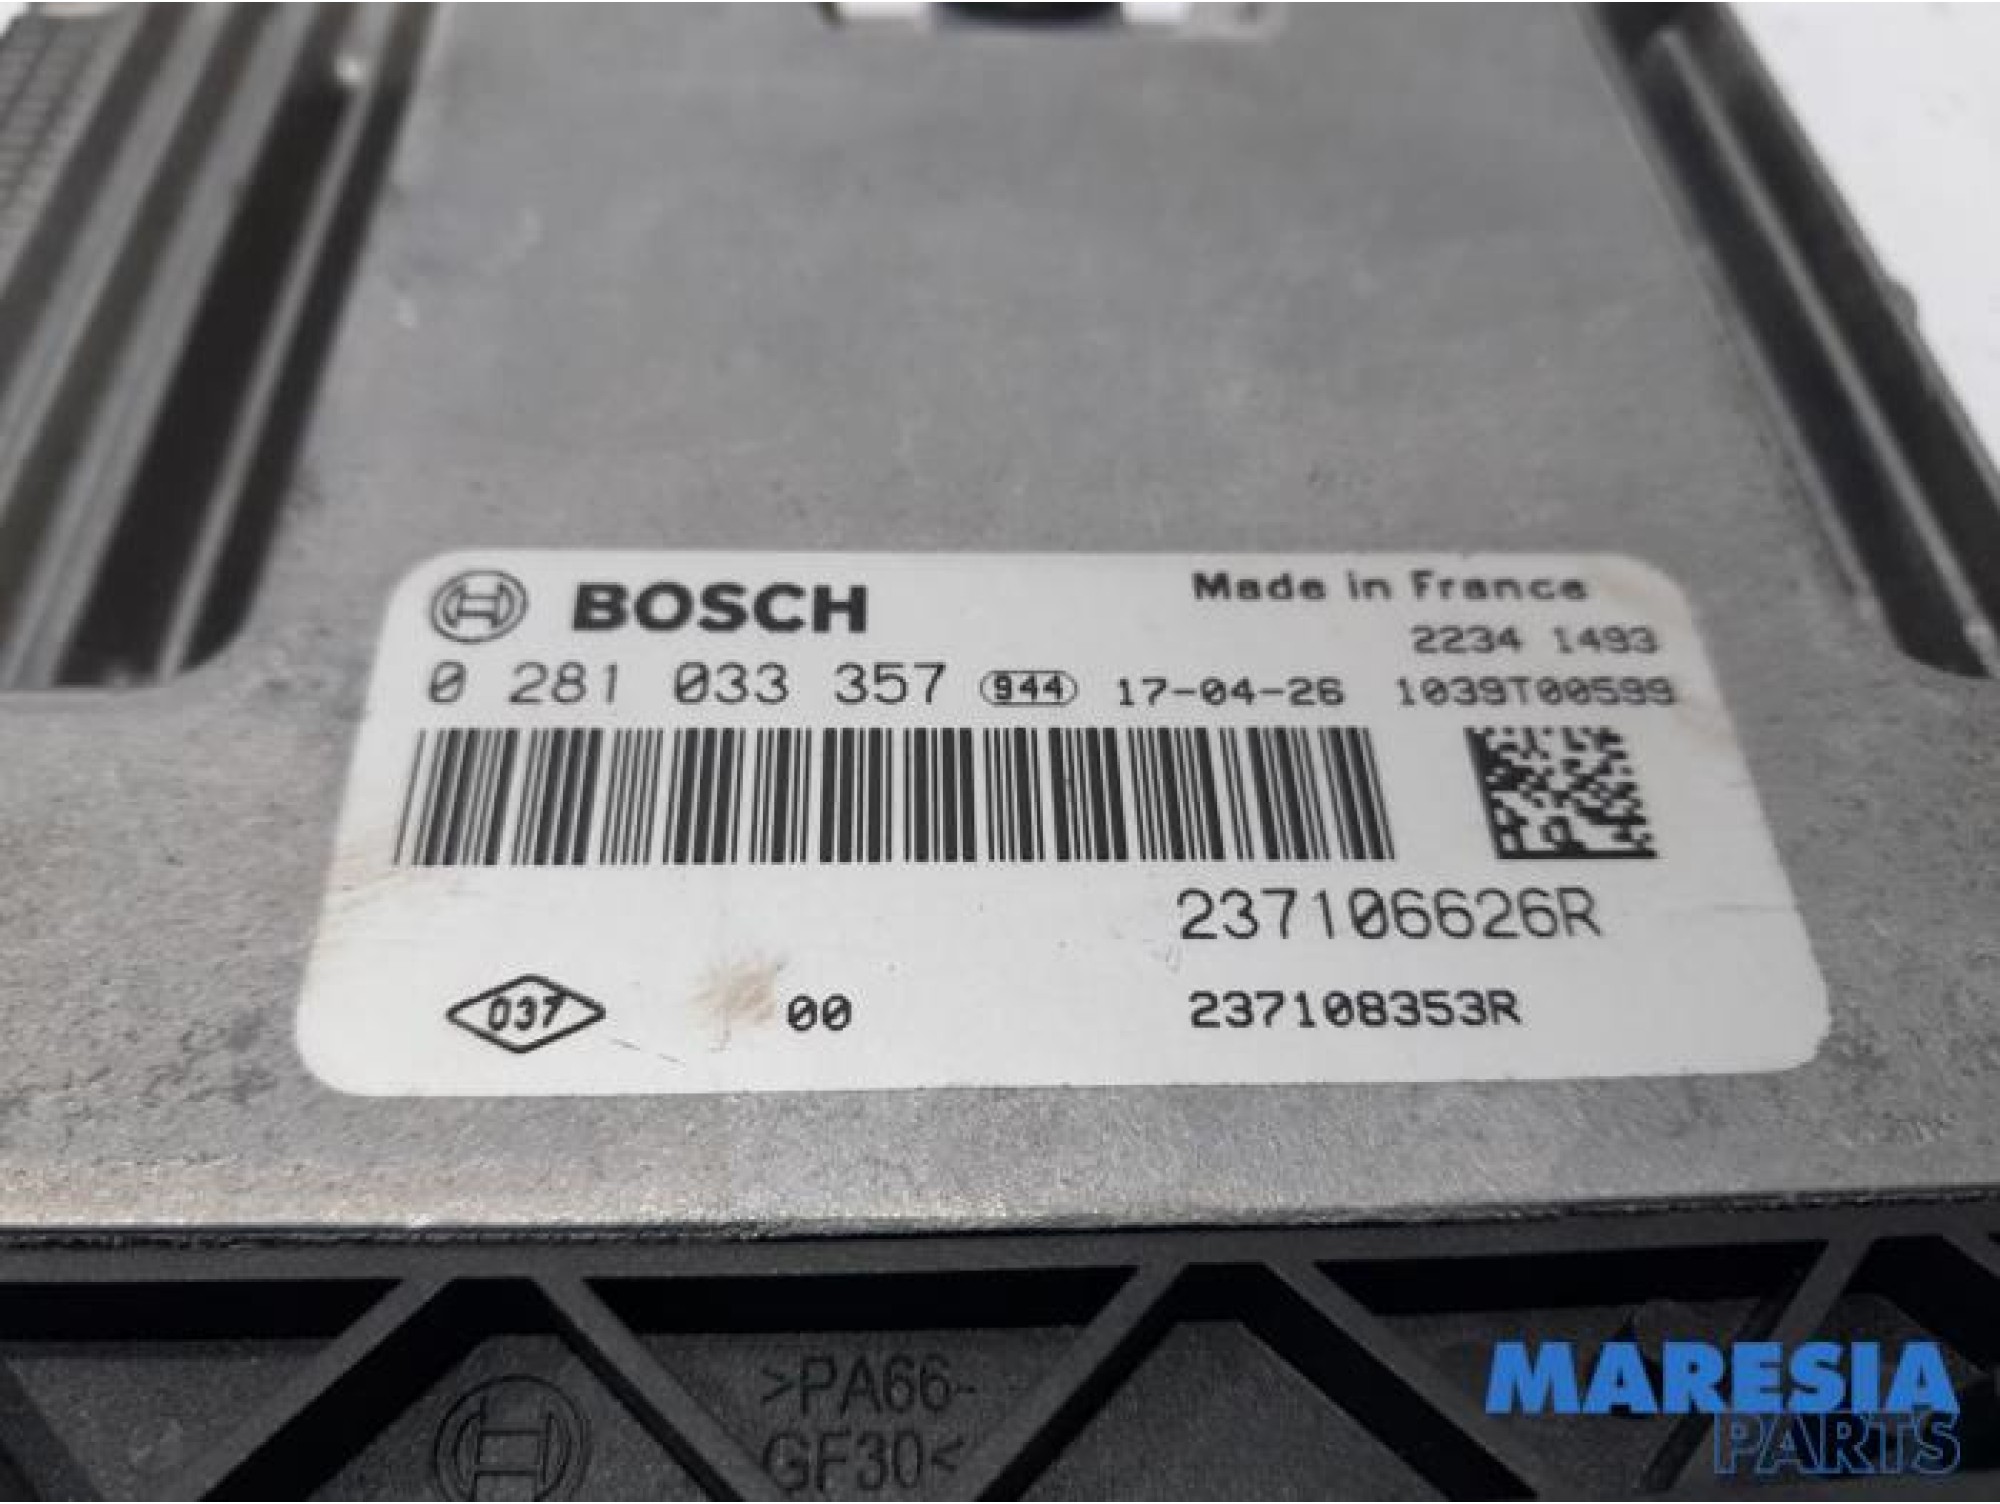 BOSCH Made in France
2234 1493
0 281 033 357 944 17-04-26 1039T00599
237106626R
037 00 237108353R
>PA66-
GF30<
MARESIA
PARTS